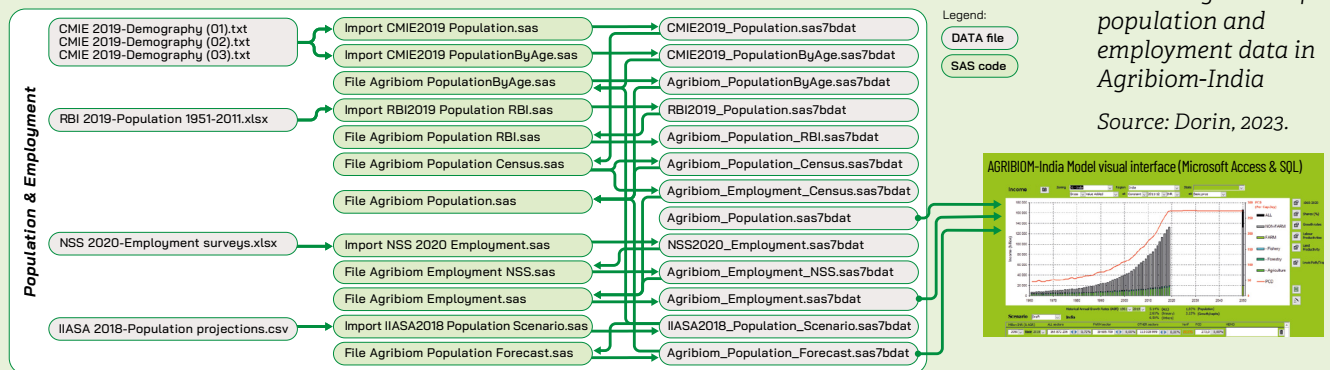 Population & Employment
CMIE 2019-Demography (01).txt
CMIE 2019-Demography (02).txt
CMIE 2019-Demography (03).txt
RBI 2019-Population 1951-2011.xlsx
NSS 2020-Employment surveys.xlsx
IIASA 2018-Population projections.csv
Import CMIE2019 Population.sas
Import CMIE2019 PopulationByAge.sas
File Agribiom PopulationByAge.sas
Import RBI2019 Population RBI.sas
File Agribiom Population RBI.sas
File Agribiom Population Census.sas
File Agribiom Population.sas
Import NSS 2020 Employment.sas
File Agribiom Employment NSS.sas
File Agribiom Employment.sas
Import IIASA2018 Population Scenario.sas
File Agribiom Population Forecast.sas
CMIE2019_Population.sas7bdat
CMIE2019_PopulationByAge.sas7bdat
Agribiom_PopulationByAge.sas7bdat
RBI2019_Population.sas7bdat
Agribiom_Population_RBI.sas7bdat
Agribiom_Population_Census.sas7bdat
Agribiom_Employment_Census.sas7bdat
Agribiom_Population.sas7bdat
NSS2020_Employment.sas7bdat
Agribiom_Employment_NSS.sas7bdat
Agribiom_Employment.sas7bdat
IIASA2018_Population_Scenario.sas7bdat
Agribiom_Population_Forecast.sas7bdat
Legend:
DATA file
SAS code
population and
employment data in
Agribiom-India
Source: Dorin, 2023.
AGRIBIOM-India Model visual interface (Microsoft Access & SQL)
Income
ALL
NON-FARM
FARM
Fishery
Forestry
Agriculture
Scenario
India